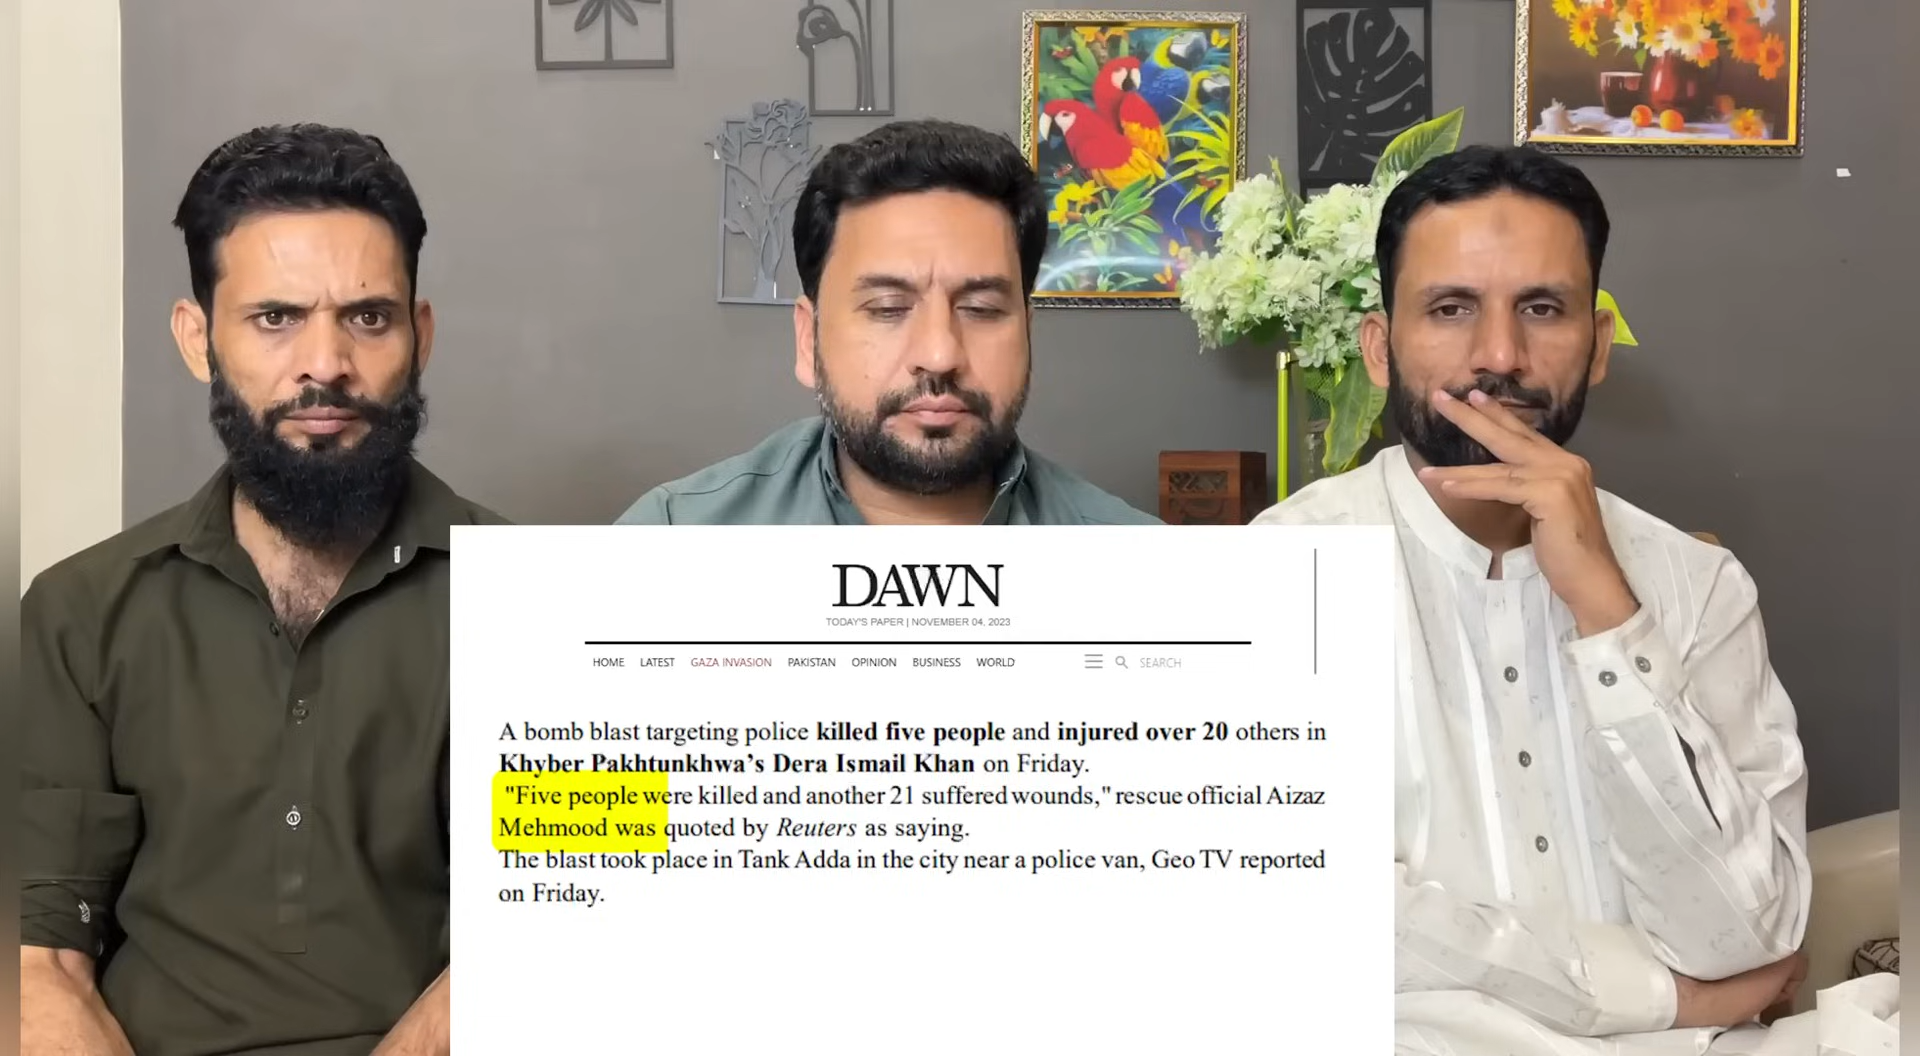 DAWN
TODAY'S PAPER | NOVEMBER 04, 2023
HOME LATEST GAZA INVASION PAKISTAN OPINION BUSINESS WORLD SEARCH
A bomb blast targeting police killed five people and injured over 20 others in
Khyber Pakhtunkhwa’s Dera Ismail Khan on Friday.
"Five people were killed and another 21 suffered wounds," rescue official Aizaz
Mehmood was quoted by Reuters as saying.
The blast took place in Tank Adda in the city near a police van, Geo TV reported
on Friday.